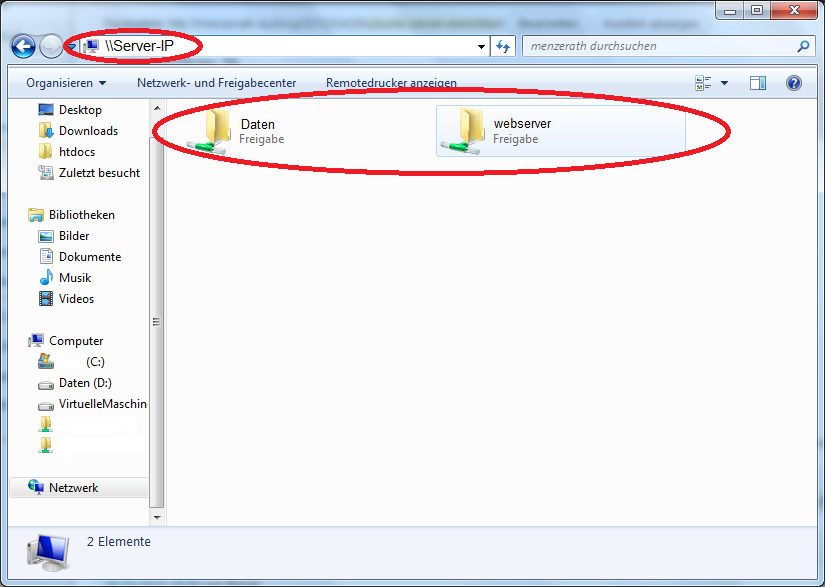 \\Server-IP
menzerath durchsuchen
Organisieren Netzwerk- und Freigabecenter Remotedrucker anzeigen
Desktop
Downloads
htdocs
Zuletzt besucht
Bibliotheken
Bilder
Dokumente
Musik
Videos
Computer
(C:)
Daten (D:)
VirtuelleMaschin
Netzwerk
Daten
Freigabe
webserver
Freigabe
2 Elemente